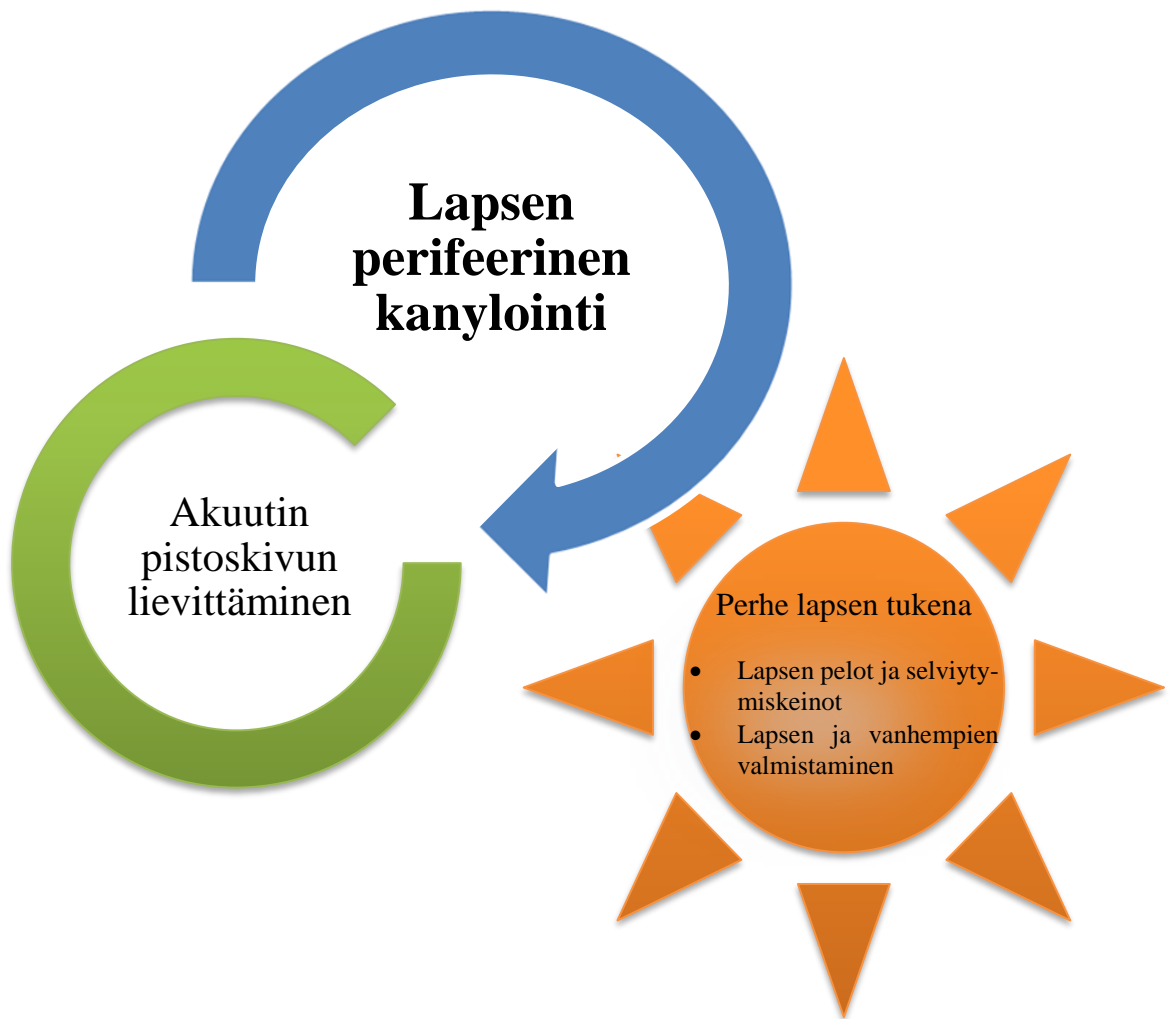 Lapsen
perifeerinen
kanylointi
Akuutin
pistoskivun
lievittäminen
Perhe lapsen tukena
• Lapsen pelot ja selviyty-
miskeinot
• Lapsen ja vanhempien
valmistaminen